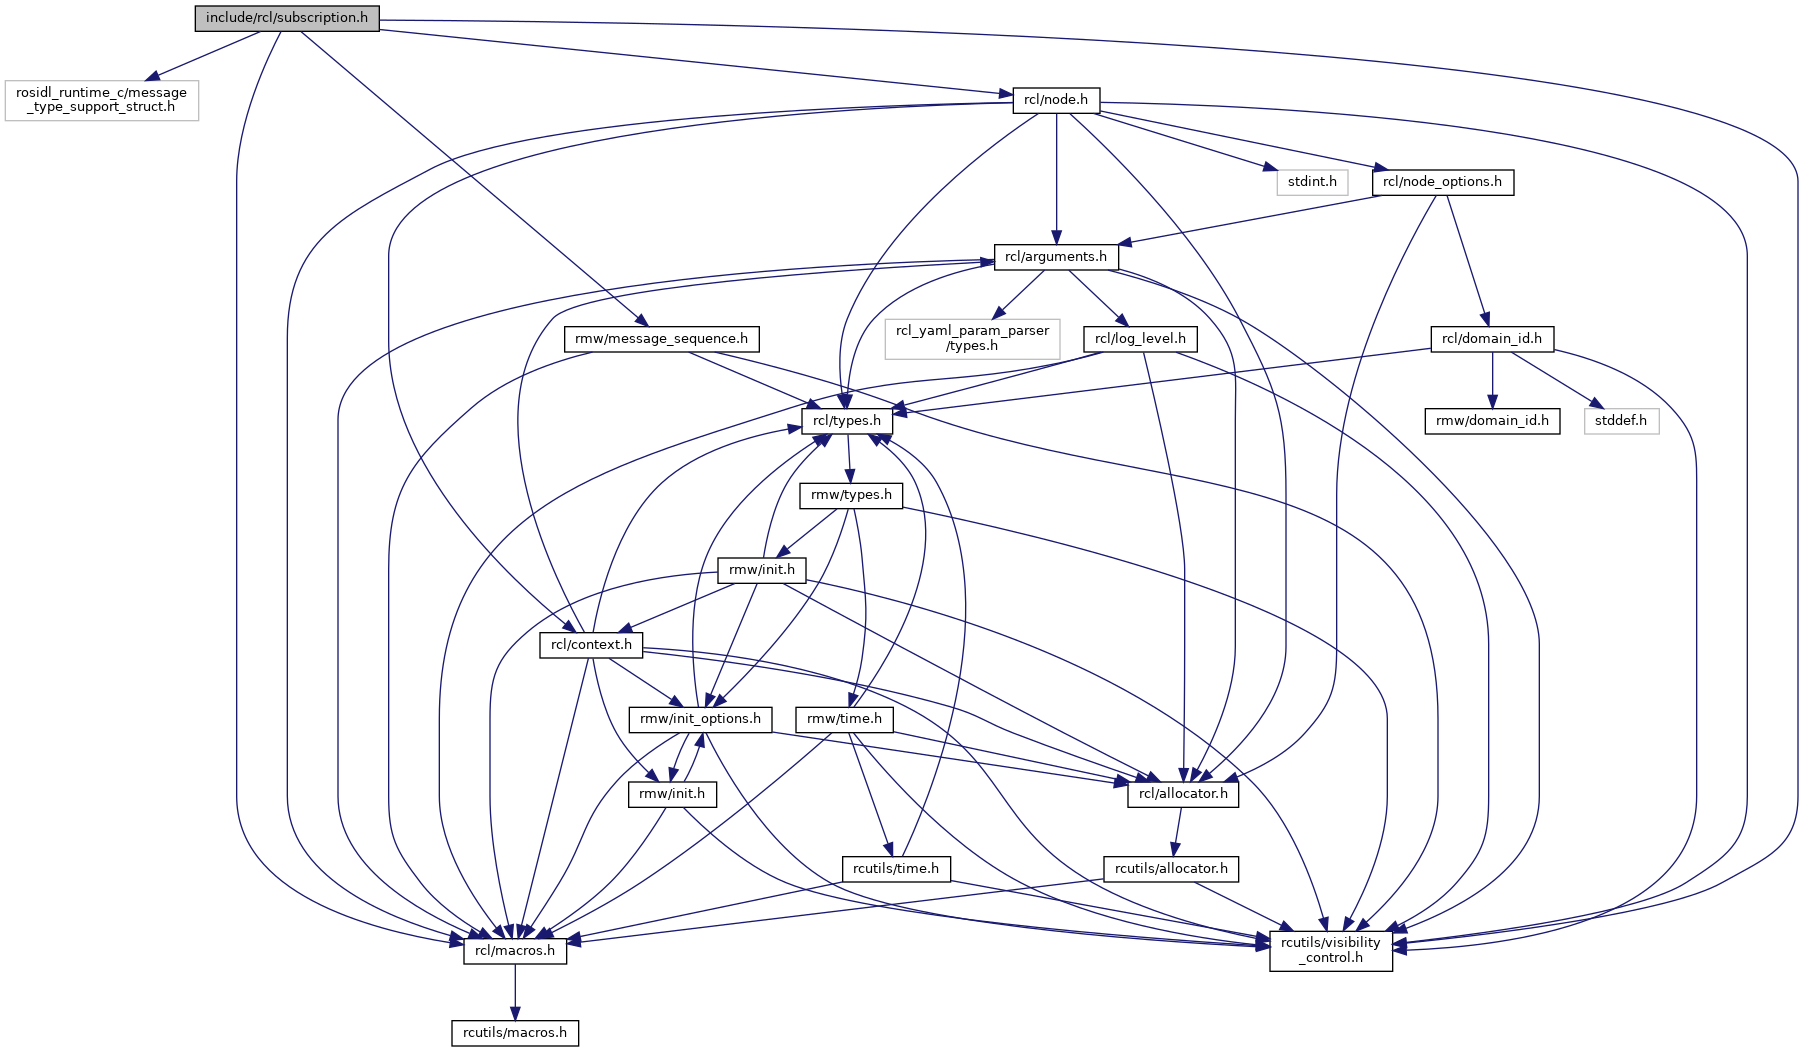 include/rcl/subscription.h
rosidl_runtime_c/message
_type_support_struct.h
rcl/node.h
stdint.h
rcl/node_options.h
rcl/arguments.h
rmw/message_sequence.h
rcl_yaml_param_parser
/types.h
rcl/log_level.h
rcl/domain_id.h
rcl/types.h
rmw/domain_id.h
stddef.h
rmw/types.h
rmw/init.h
rcl/context.h
rmw/init_options.h
rmw/time.h
rmw/init.h
rcl/allocator.h
rcutils/time.h
rcutils/allocator.h
rcl/macros.h
rcutils/visibility
_control.h
rcutils/macros.h